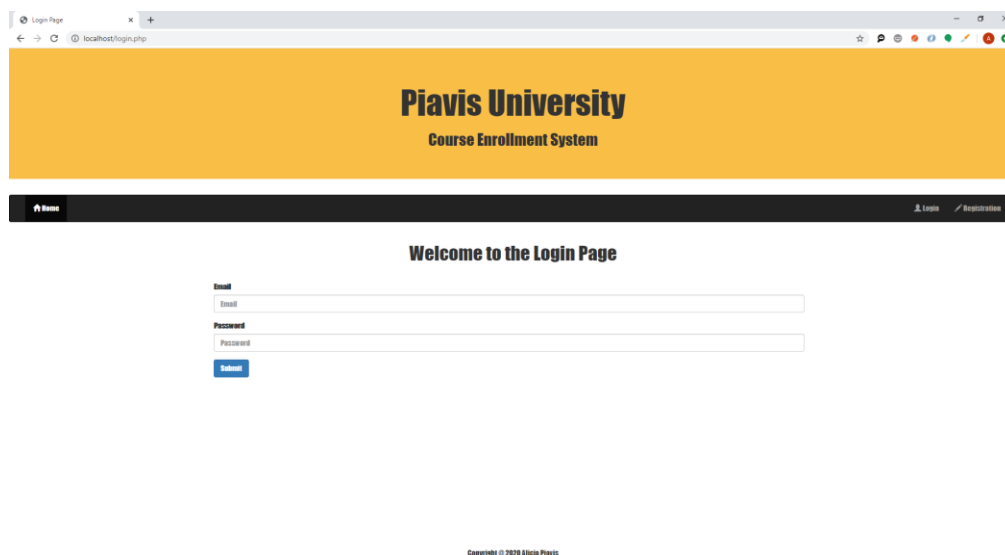 Login Page
localhost/login.php
A
Piavis University
Course Enrollment System
Home
Login
Registration
Welcome to the Login Page
Email
Email
Password
Password
Submit
Copyright @ 2020 Alicia Piavis